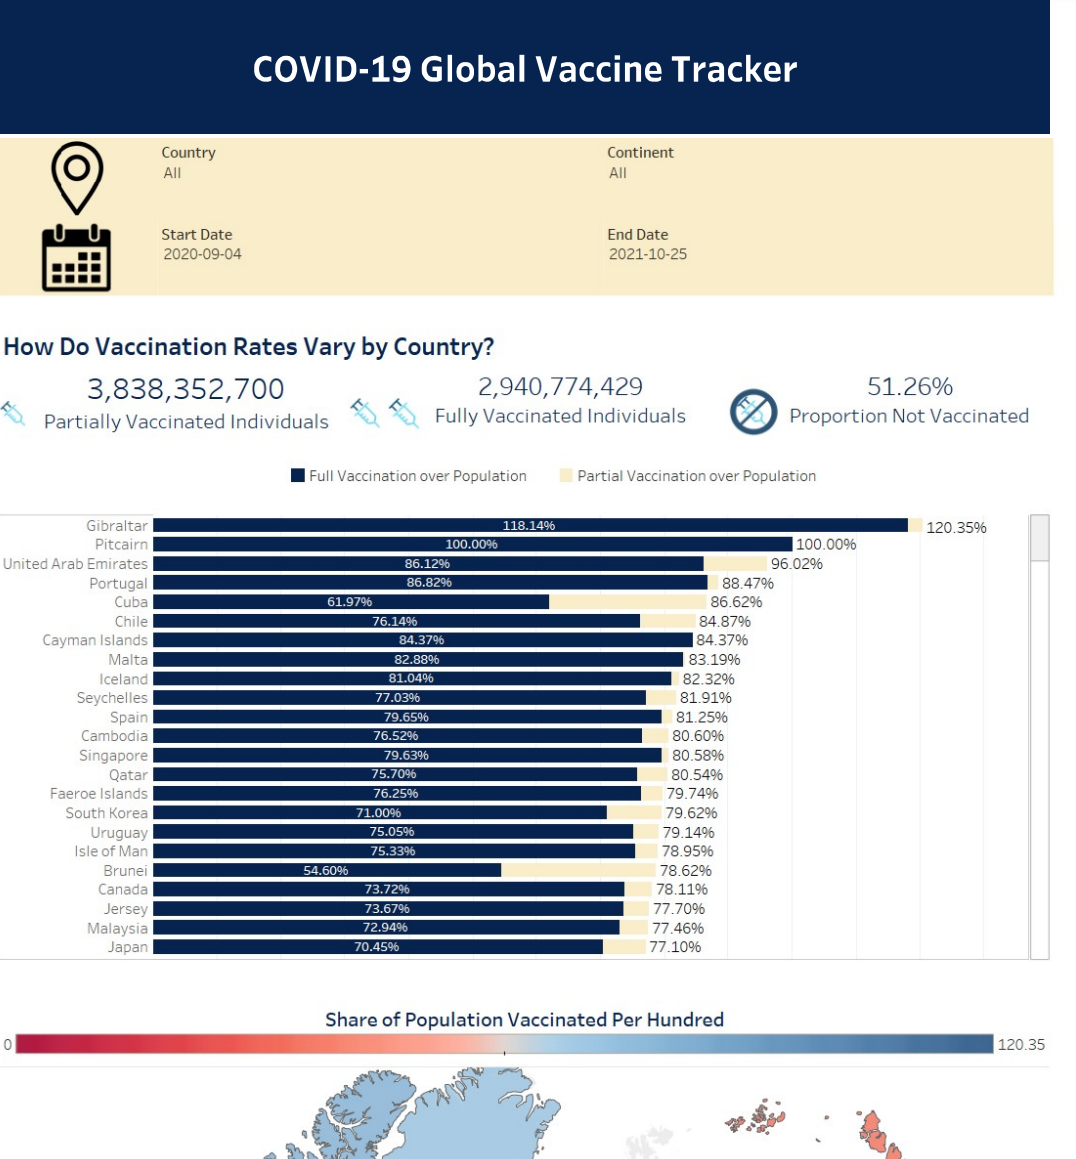 COVID-19 Global Vaccine Tracker
Country
All
Continent
All
Start Date
2020-09-04
End Date
2021-10-25
How Do Vaccination Rates Vary by Country?
3,838,352,700
Partially Vaccinated Individuals
2,940,774,429
Fully Vaccinated Individuals
51.26%
Proportion Not Vaccinated
Full Vaccination over Population Partial Vaccination over Population
Gibraltar 118.14% 120.35%
Pitcairn 100.00% 100.00%
United Arab Emirates 86.12% 96.02%
Portugal 86.82% 88.47%
Cuba 61.97% 86.62%
Chile 76.14% 84.87%
Cayman Islands 84.37% 84.37%
Malta 82.88% 83.19%
Iceland 81.04% 82.32%
Seychelles 77.03% 81.91%
Spain 79.65% 81.25%
Cambodia 76.52% 80.60%
Singapore 79.63% 80.58%
Qatar 75.70% 80.54%
Faeroe Islands 76.25% 79.74%
South Korea 71.00% 79.62%
Uruguay 75.05% 79.14%
Isle of Man 75.33% 78.95%
Brunei 54.60% 78.62%
Canada 73.72% 78.11%
Jersey 73.67% 77.70%
Malaysia 72.94% 77.46%
Japan 70.45% 77.10%
Share of Population Vaccinated Per Hundred
0 120.35